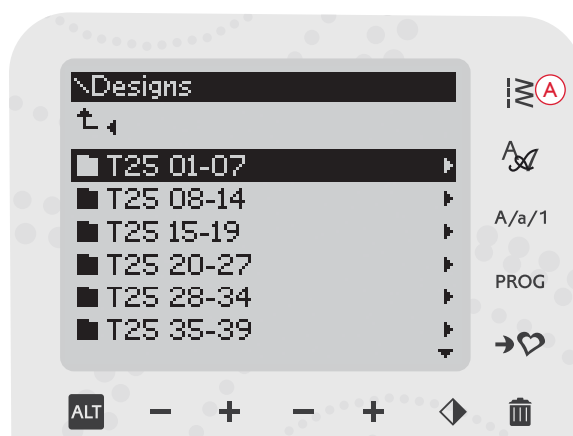 \Designs
T25 01-07
T25 08-14
T25 15-19
T25 20-27
T25 28-34
T25 35-39
A
A A
A/a/1
PROG
ALT − + − +